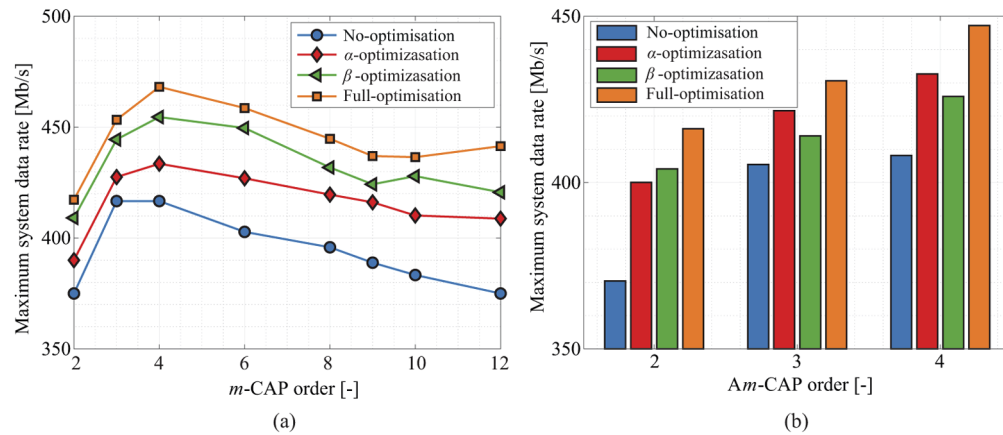 500
450
400
350
Maximum system data rate [Mb/s]
No-optimisation
α-optimizasation
β-optimizasation
Full-optimisation
2
4
6
8
10
12
m-CAP order [-]
(a)
450
400
350
Maximum system data rate [Mb/s]
No-optimisation
α-optimizasation
β-optimizasation
Full-optimisation
2
3
4
Am-CAP order [-]
(b)